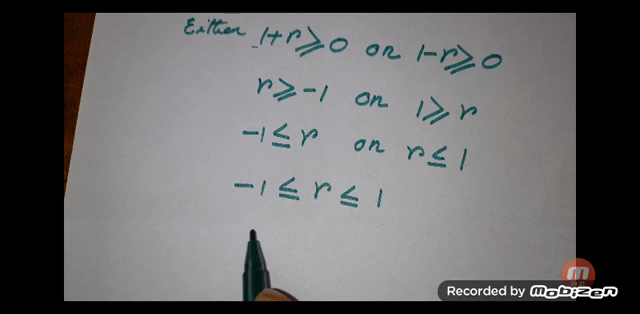 Either 1+r⩾0 or 1-r⩾0
r⩾-1 or 1⩾r
-1≤r or r≤1
-1≤r≤1
Recorded by Mobizen